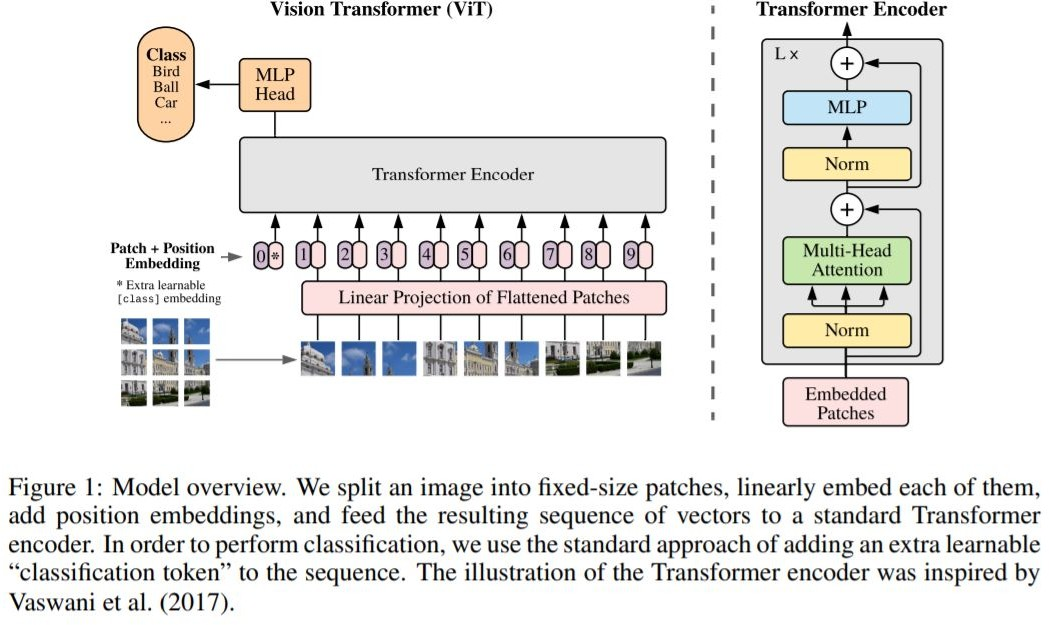 Vision Transformer (ViT)
Transformer Encoder
Class
Bird
Ball
Car
...
MLP
Head
Transformer Encoder
Patch + Position
Embedding
0 * 1 2 3 4 5 6 7 8 9
* Extra learnable
[class] embedding
Linear Projection of Flattened Patches
L ×
+
MLP
Norm
+
Multi-Head
Attention
Norm
Embedded
Patches
Figure 1: Model overview. We split an image into fixed-size patches, linearly embed each of them,
add position embeddings, and feed the resulting sequence of vectors to a standard Transformer
encoder. In order to perform classification, we use the standard approach of adding an extra learnable
“classification token” to the sequence. The illustration of the Transformer encoder was inspired by
Vaswani et al. (2017).